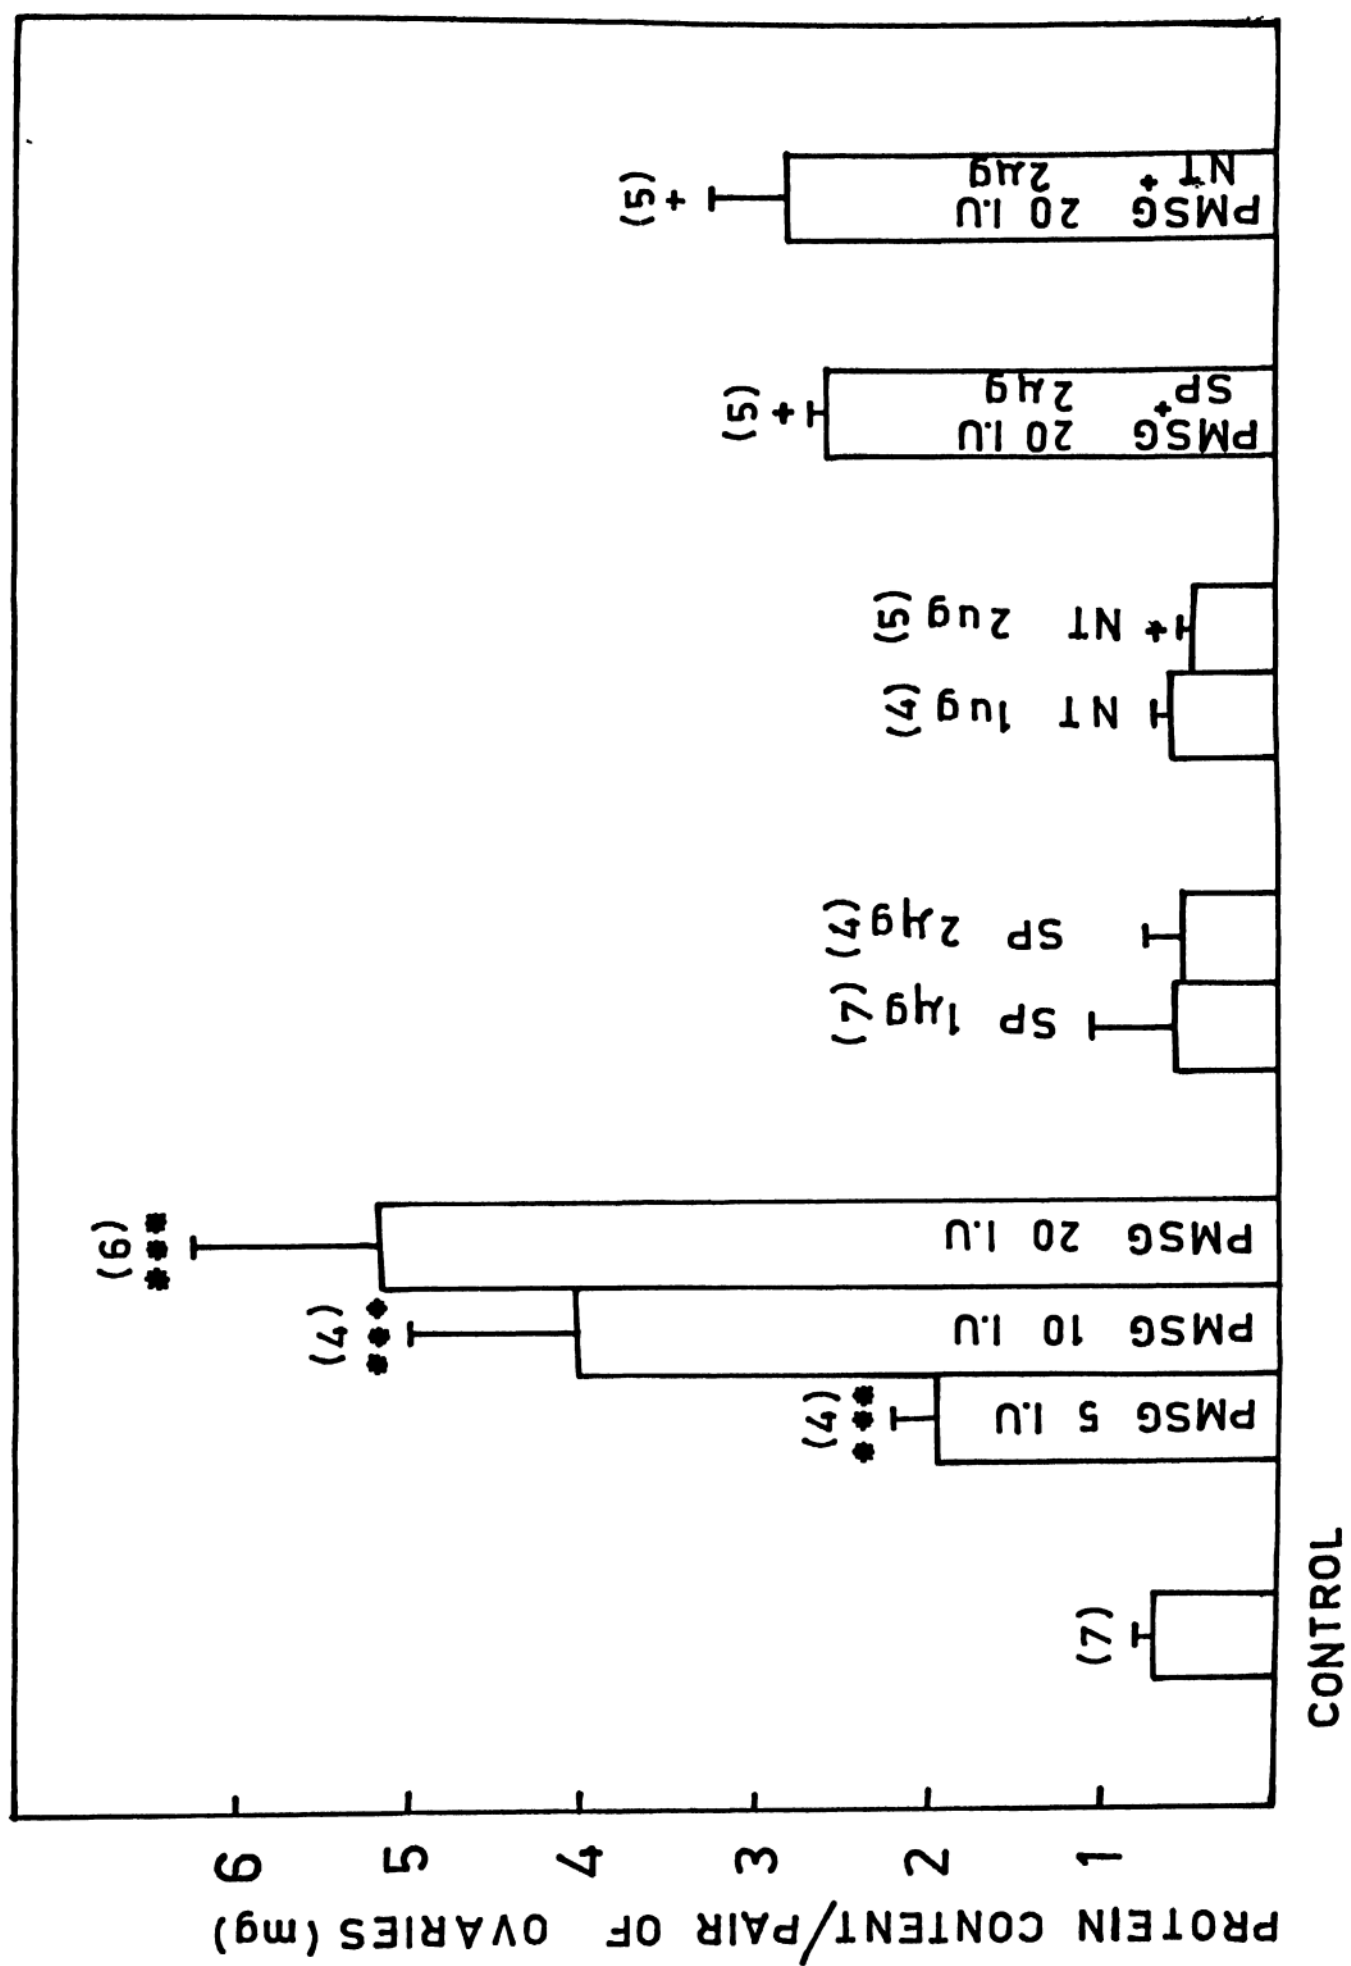 PROTEIN CONTENT/PAIR OF OVARIES (mg)
6
5
4
3
2
1
CONTROL
(7)
PMSG 5 I.U
***
(4)
PMSG 10 I.U
***
(4)
PMSG 20 I.U
***
(6)
SP 1μg (7)
SP 2μg (4)
NT 1ug (4)
* NT 2ug (5)
PMSG 20 I.U
+
SP 2μg
+
(5)
PMSG 20 I.U
+
NT 2μg
+
(5)